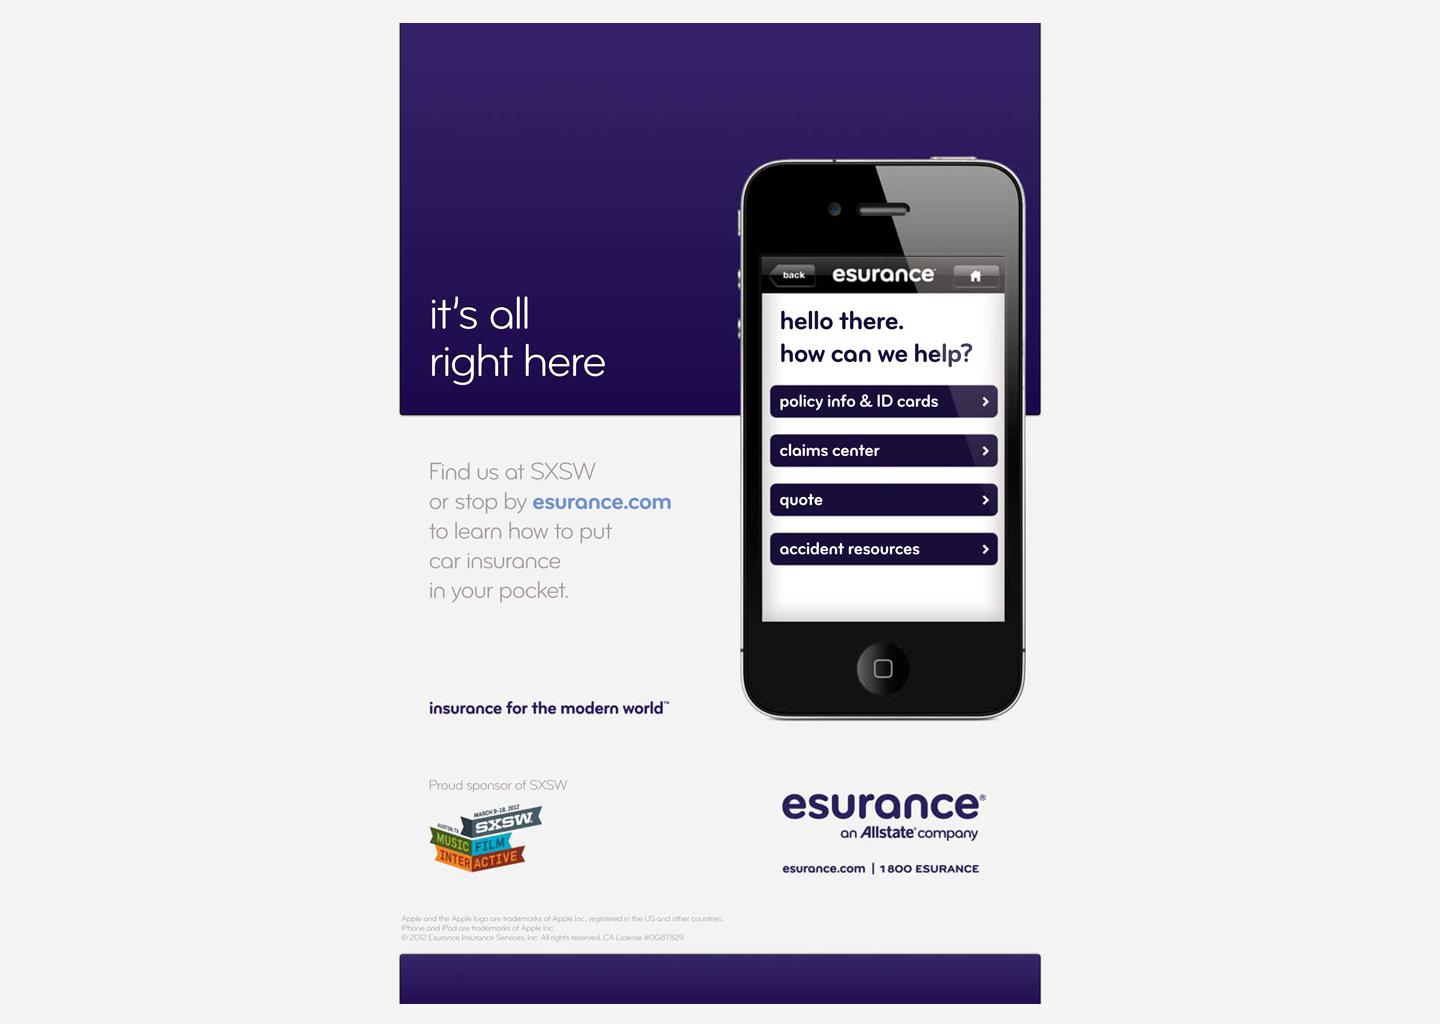 it's all
right here
back
esurance
hello there.
how can we help?
policy info & ID cards
claims center
quote
accident resources
Find us at SXSW
or stop by esurance.com
to learn how to put
car insurance
in your pocket.
insurance for the modern world™
Proud sponsor of SXSW
MARCH 9-18, 2012
AUSTIN, TX
SXSW
MUSIC FILM
INTERACTIVE
esurance®
an Allstate® company
esurance.com | 1 800 ESURANCE
Apple and the Apple logo are trademarks of Apple Inc., registered in the US and other countries.
iPhone and iPad are trademarks of Apple Inc.
© 2012 Esurance Insurance Services, Inc. All rights reserved. CA License #0G87829